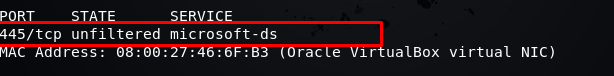 PORT STATE SERVICE
445/tcp unfiltered microsoft-ds
MAC Address: 08:00:27:46:6F:B3 (Oracle VirtualBox virtual NIC)